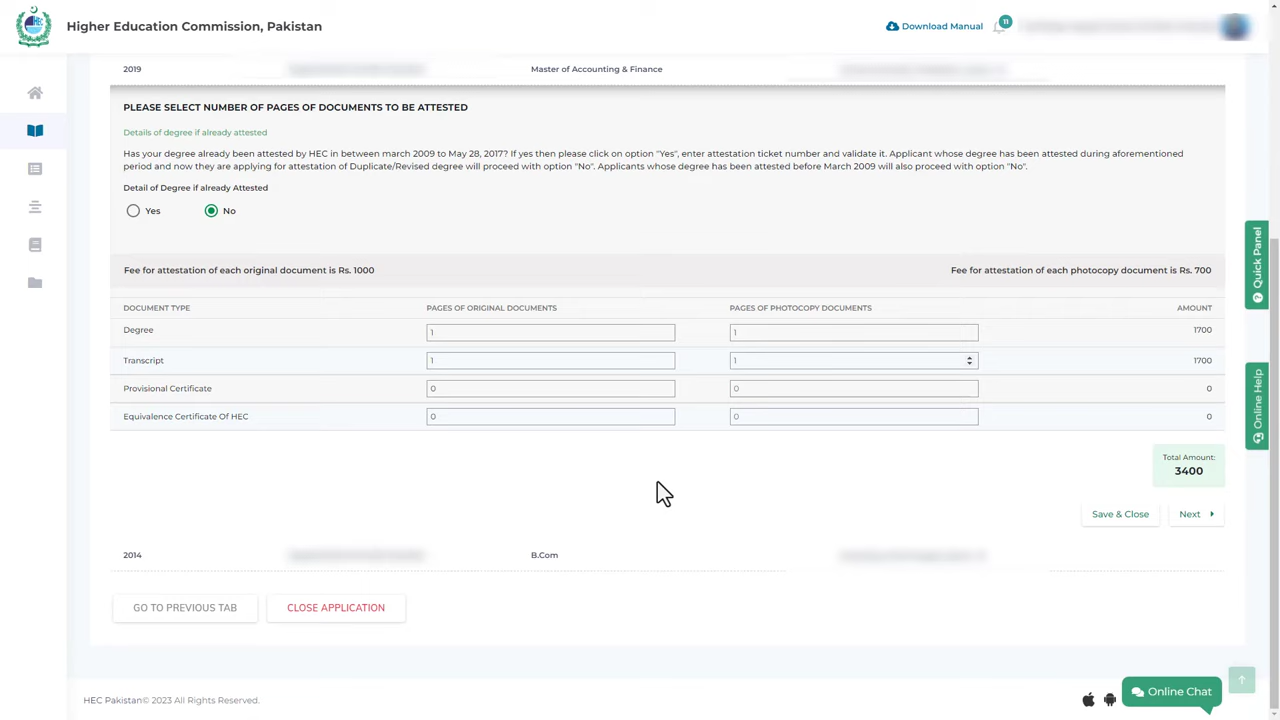 Higher Education Commission, Pakistan
Download Manual
11
2019 Master of Accounting & Finance
PLEASE SELECT NUMBER OF PAGES OF DOCUMENTS TO BE ATTESTED
Details of degree if already attested
Has your degree already been attested by HEC in between march 2009 to May 28, 2017? If yes then please click on option "Yes", enter attestation ticket number and validate it. Applicant whose degree has been attested during aforementioned
period and now they are applying for attestation of Duplicate/Revised degree will proceed with option "No". Applicants whose degree has been attested before March 2009 will also proceed with option "No".
Detail of Degree if already Attested
Yes No
Fee for attestation of each original document is Rs. 1000 Fee for attestation of each photocopy document is Rs. 700
DOCUMENT TYPE PAGES OF ORIGINAL DOCUMENTS PAGES OF PHOTOCOPY DOCUMENTS AMOUNT
Degree 1 1 1700
Transcript 1 1 1700
Provisional Certificate 0 0 0
Equivalence Certificate Of HEC 0 0 0
Total Amount:
3400
Save & Close Next
2014 B.Com
GO TO PREVIOUS TAB CLOSE APPLICATION
HEC Pakistan© 2023 All Rights Reserved.
Quick Panel
Online Help
Online Chat